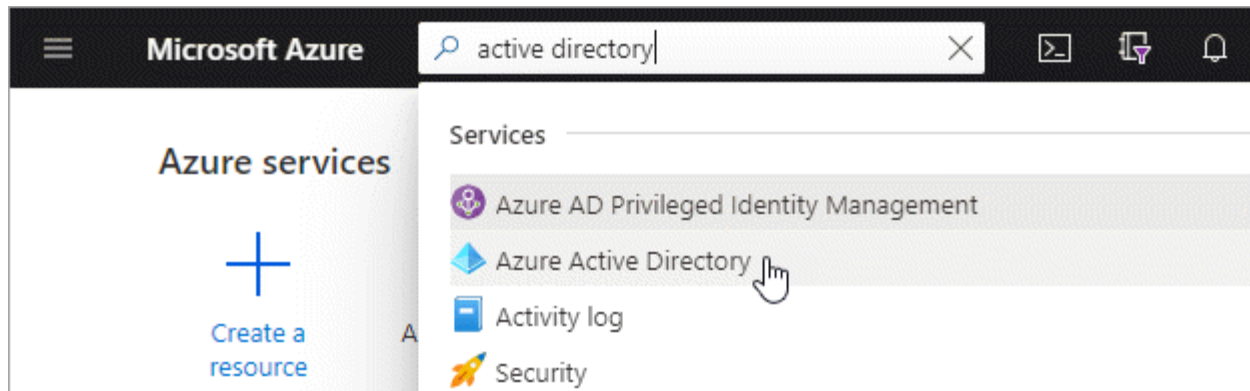 Microsoft Azure
active directory
Azure services
Services
Azure AD Privileged Identity Management
Azure Active Directory
Activity log
Security
Create a
resource
A